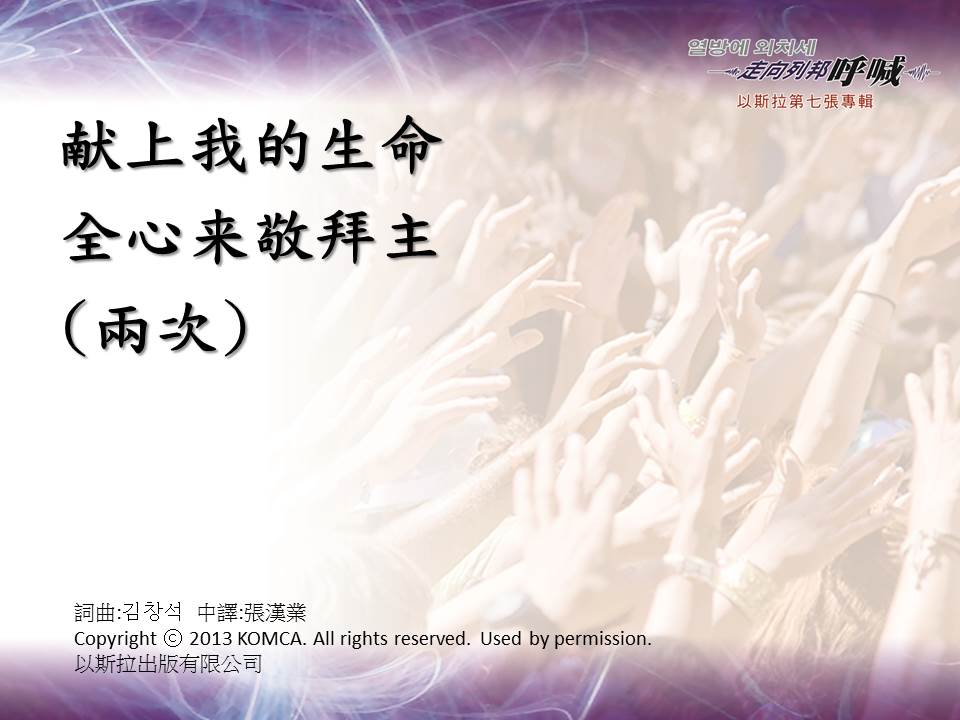 열방에 외치세
走向列邦呼喊
以斯拉第七張專輯
献上我的生命
全心来敬拜主
(兩次)
詞曲:김창석 中譯:張漢業
Copyright ⓒ 2013 KOMCA. All rights reserved. Used by permission.
以斯拉出版有限公司